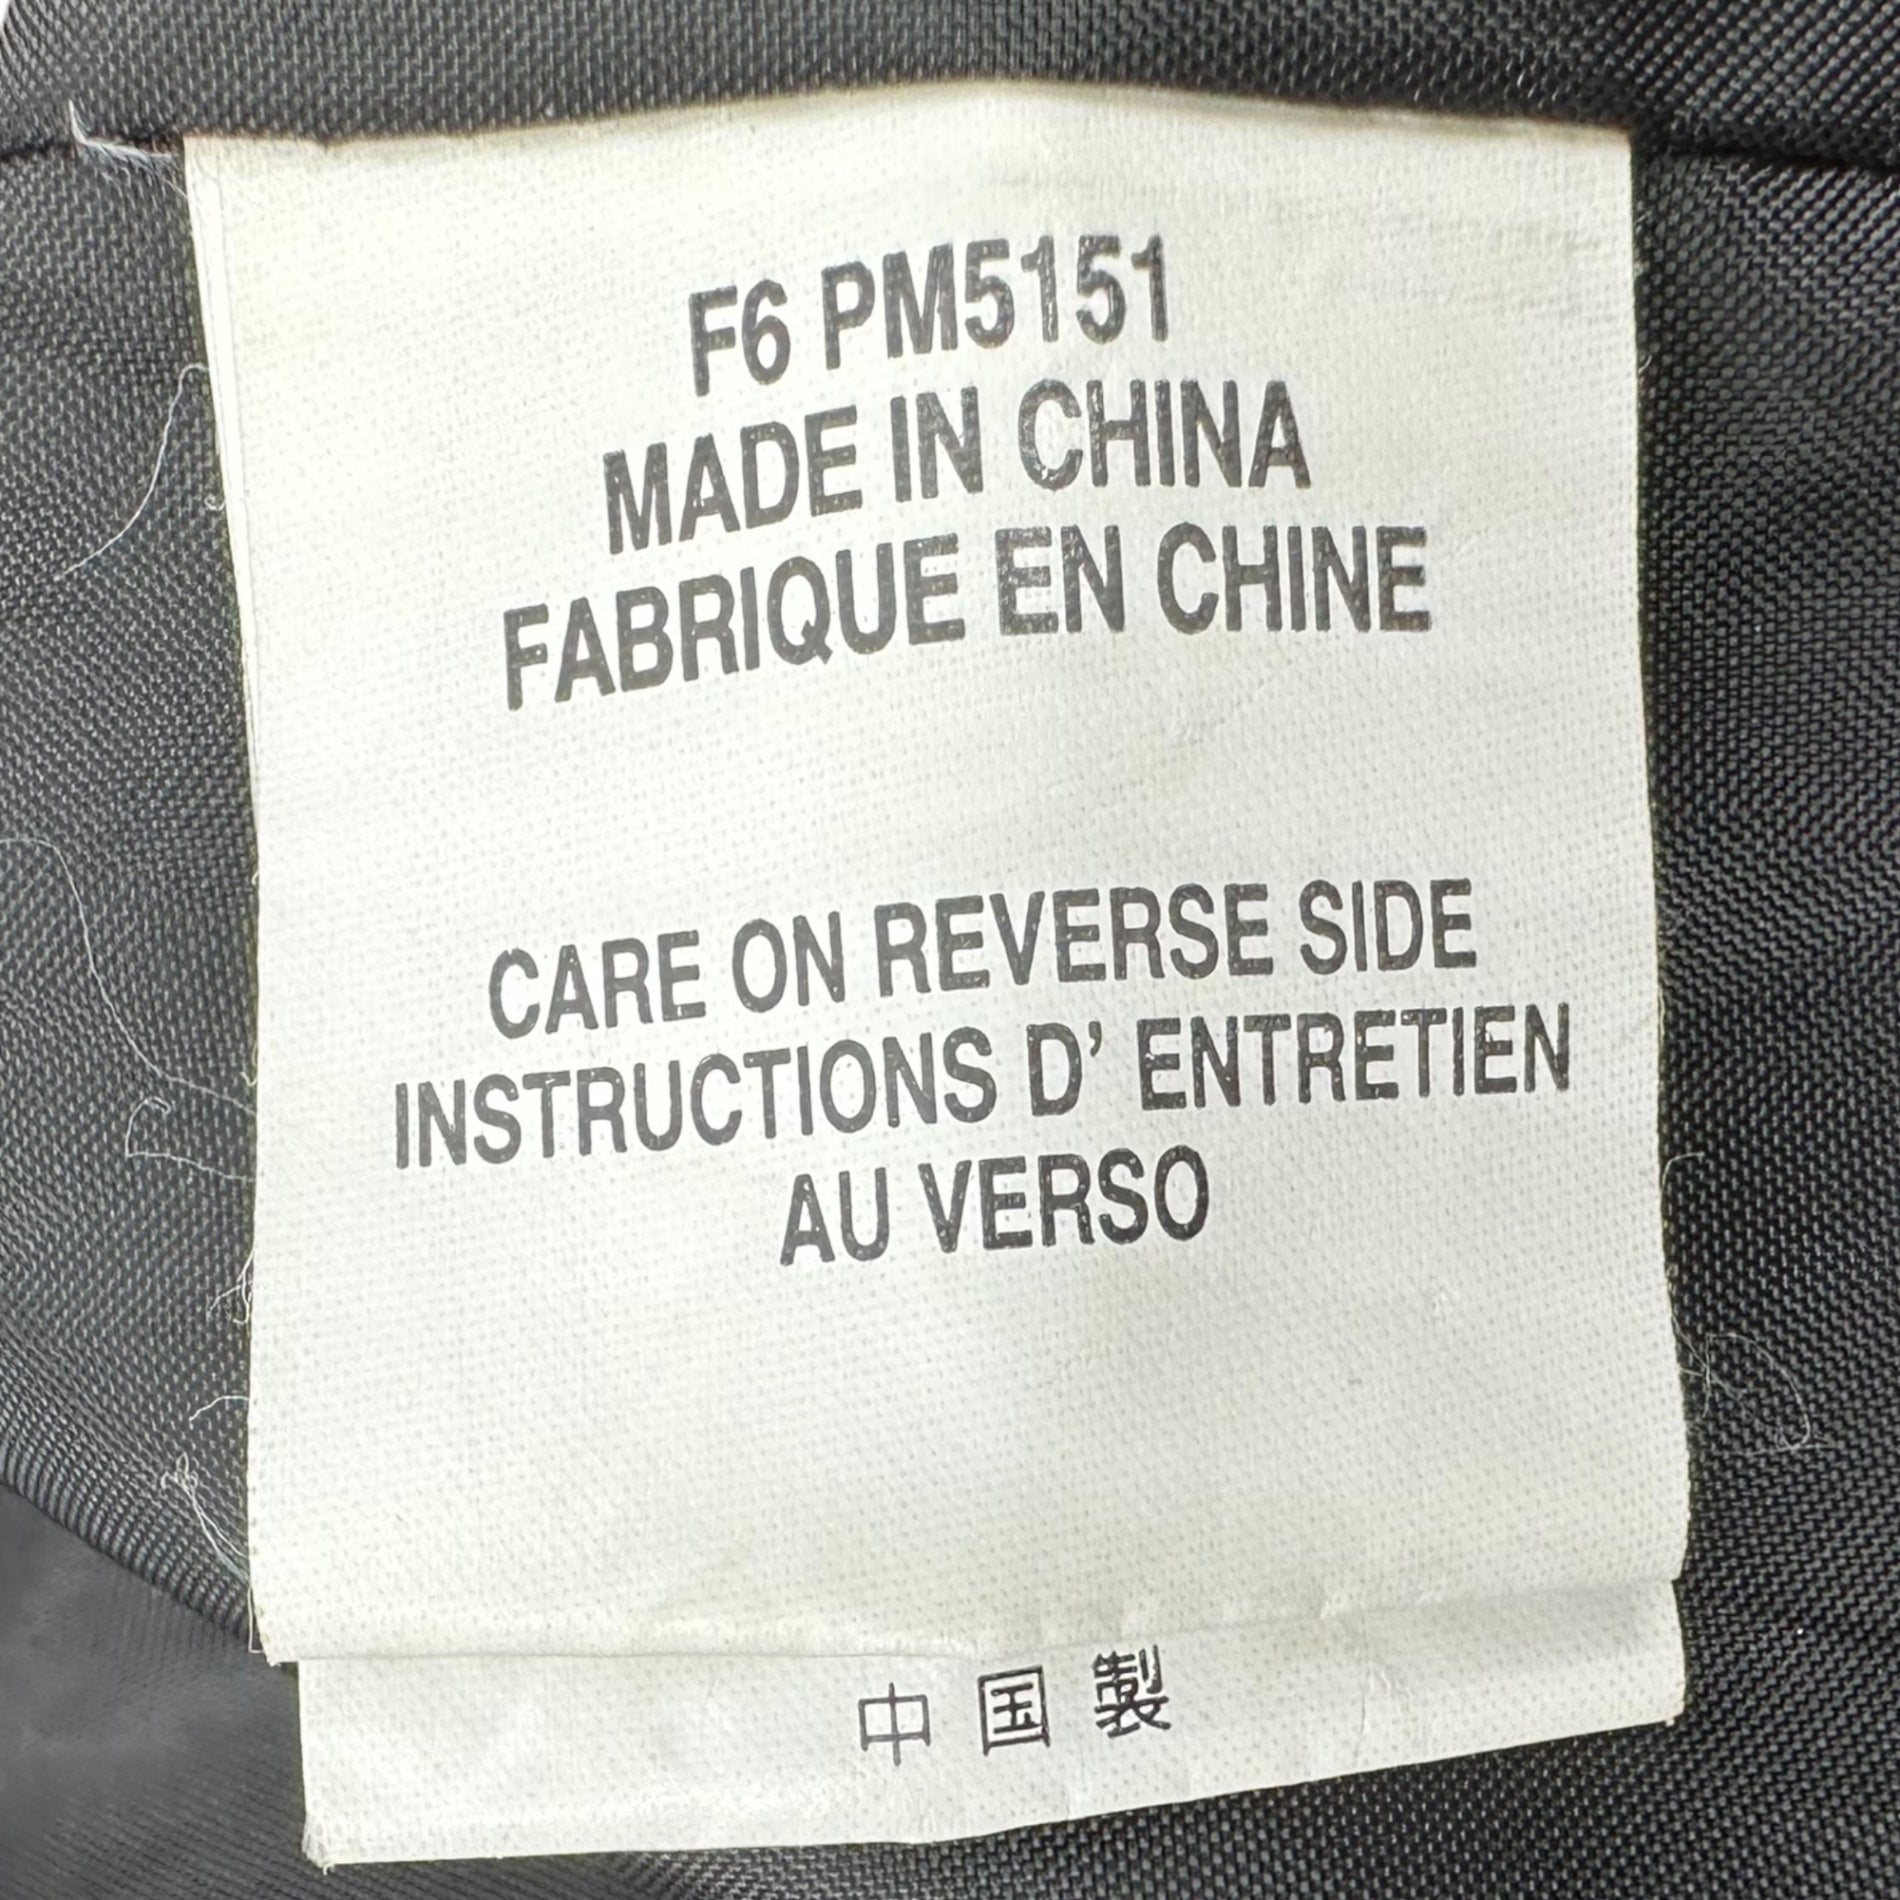 F6 PM5151
MADE IN CHINA
FABRIQUE EN CHINE
CARE ON REVERSE SIDE
INSTRUCTIONS D' ENTRETIEN
AU VERSO
中国製